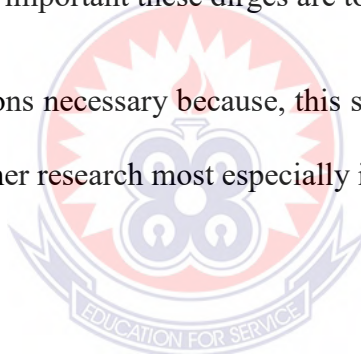 important these dirges are to
ons necessary because, this s
her research most especially i
EDUCATION FOR SERVICE